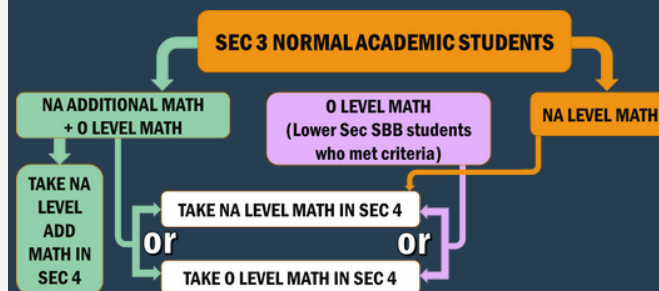 SEC 3 NORMAL ACADEMIC STUDENTS
NA ADDITIONAL MATH
+ O LEVEL MATH
O LEVEL MATH
(Lower Sec SBB students
who met criteria)
NA LEVEL MATH
TAKE NA
LEVEL
ADD
MATH IN
SEC 4
TAKE NA LEVEL MATH IN SEC 4
or
or
TAKE O LEVEL MATH IN SEC 4